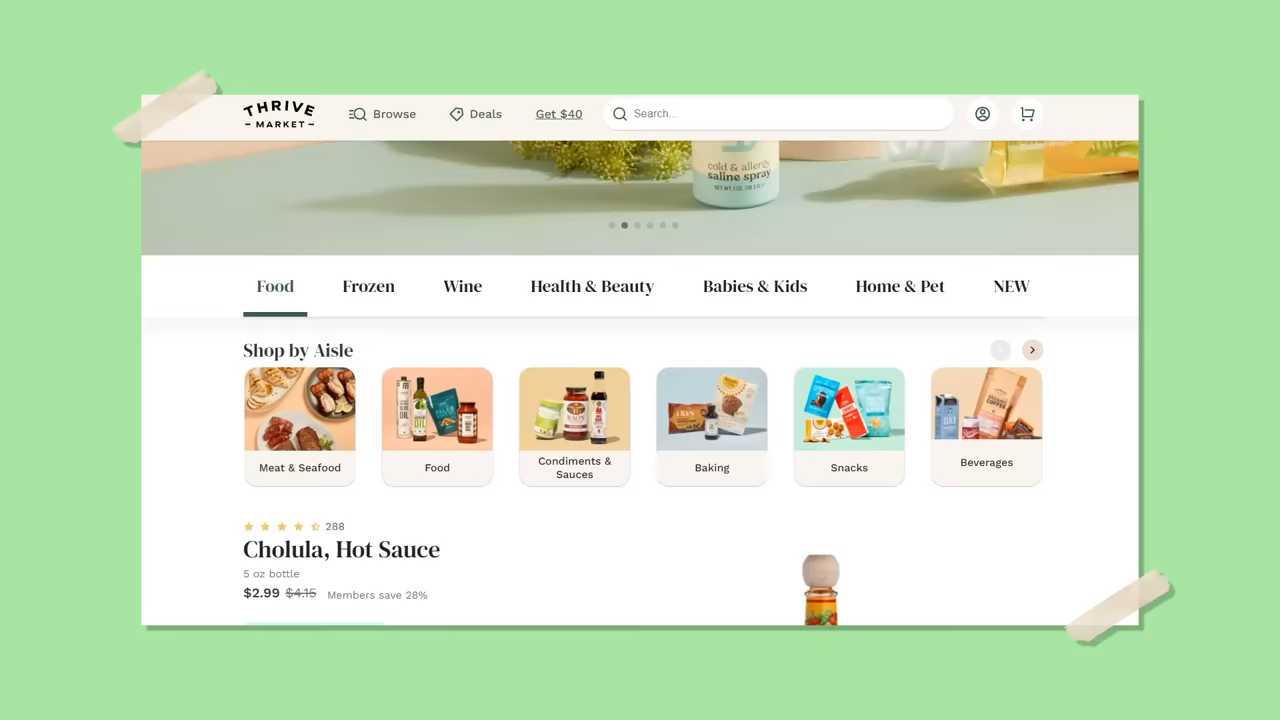 THRIVE
MARKET
Browse
Deals
Get $40
Search...
cold & allergy
saline spray
Food
Frozen
Wine
Health & Beauty
Babies & Kids
Home & Pet
NEW
Shop by Aisle
Meat & Seafood
Food
Condiments &
Sauces
Baking
Snacks
Beverages
288
Cholula, Hot Sauce
5 oz bottle
$2.99 $4.15 Members save 28%